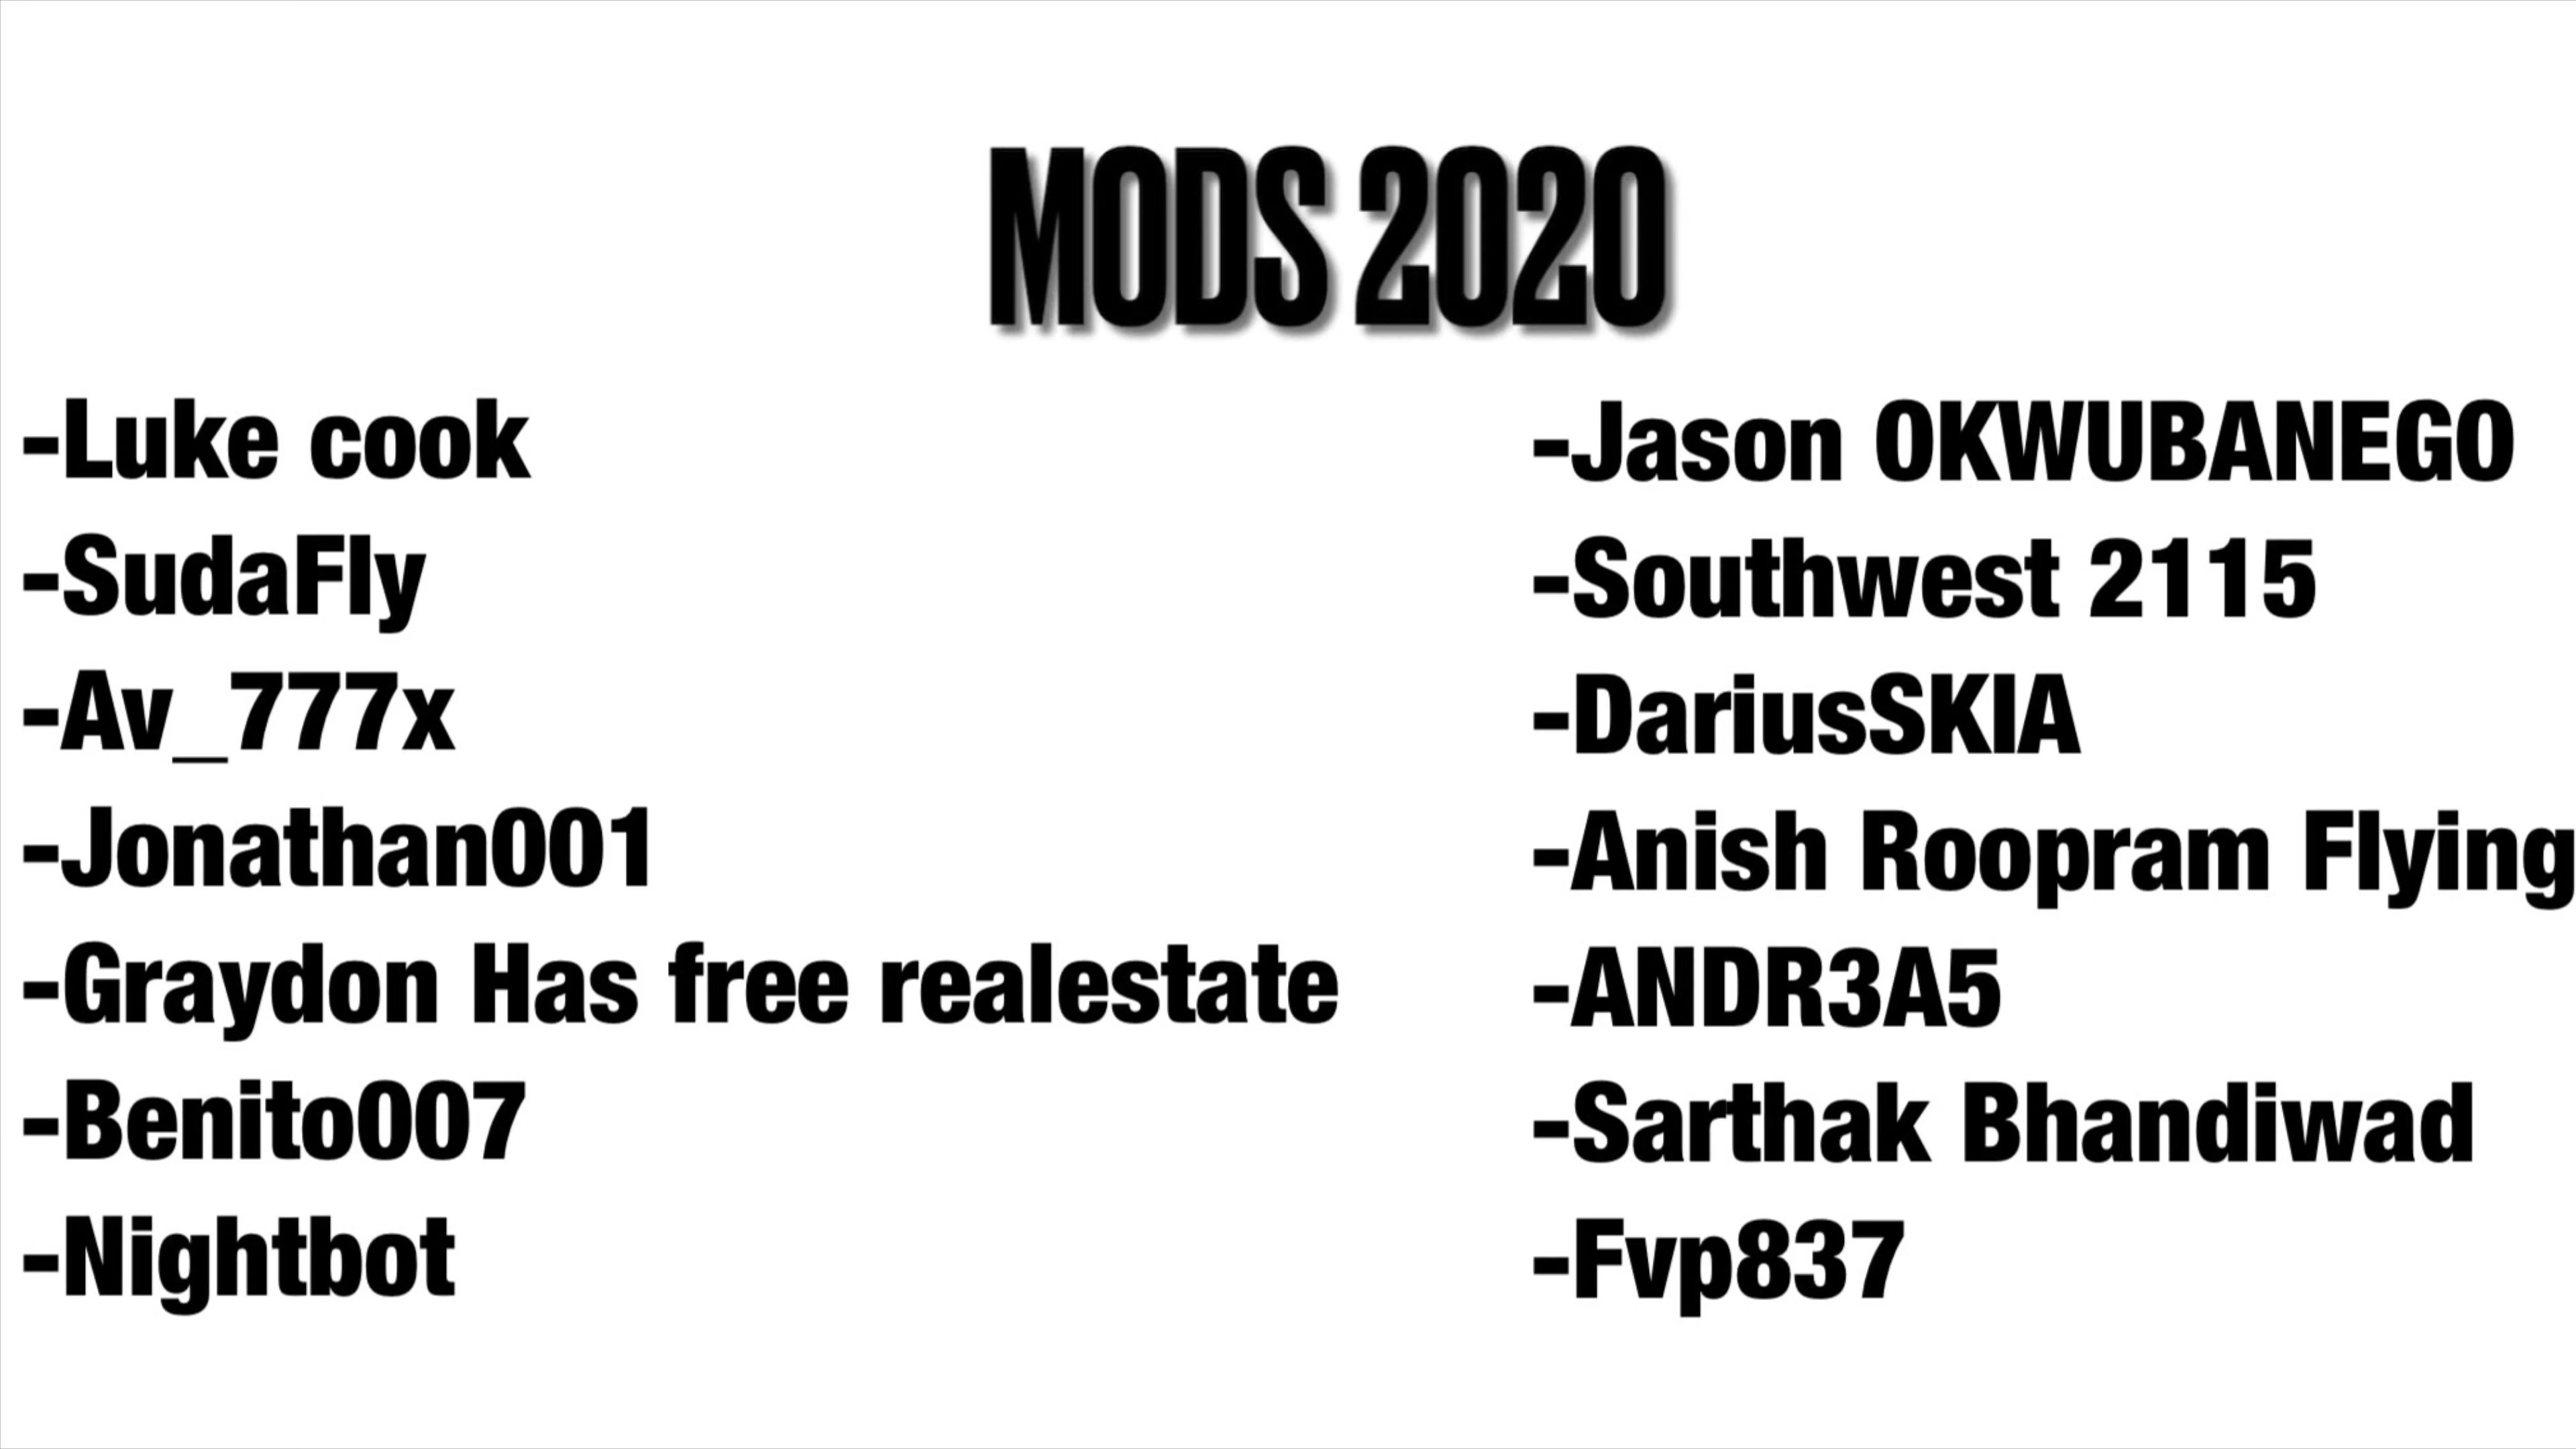 MODS 2020
-Luke cook
-SudaFly
-Av_777x
-Jonathan001
-Graydon Has free realestate
-Benito007
-Nightbot
-Jason OKWUBANEGO
-Southwest 2115
-DariusSKIA
-Anish Roopram Flying
-ANDR3A5
-Sarthak Bhandiwad
-Fvp837